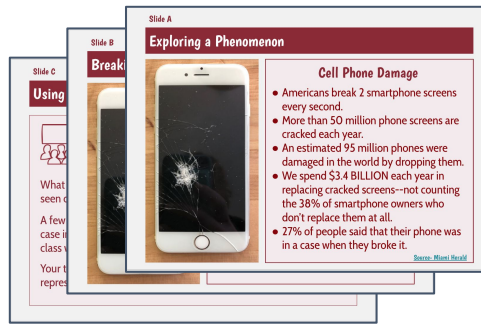 Slide A
Exploring a Phenomenon
Cell Phone Damage
● Americans break 2 smartphone screens
every second.
● More than 50 million phone screens are
cracked each year.
● An estimated 95 million phones were
damaged in the world by dropping them.
● We spend $3.4 BILLION each year in
replacing cracked screens--not counting
the 38% of smartphone owners who
don't replace them at all.
● 27% of people said that their phone was
in a case when they broke it.
Source- Miami Herald
Slide B
Slide C
Using
What
seen
A few
case
class
Your